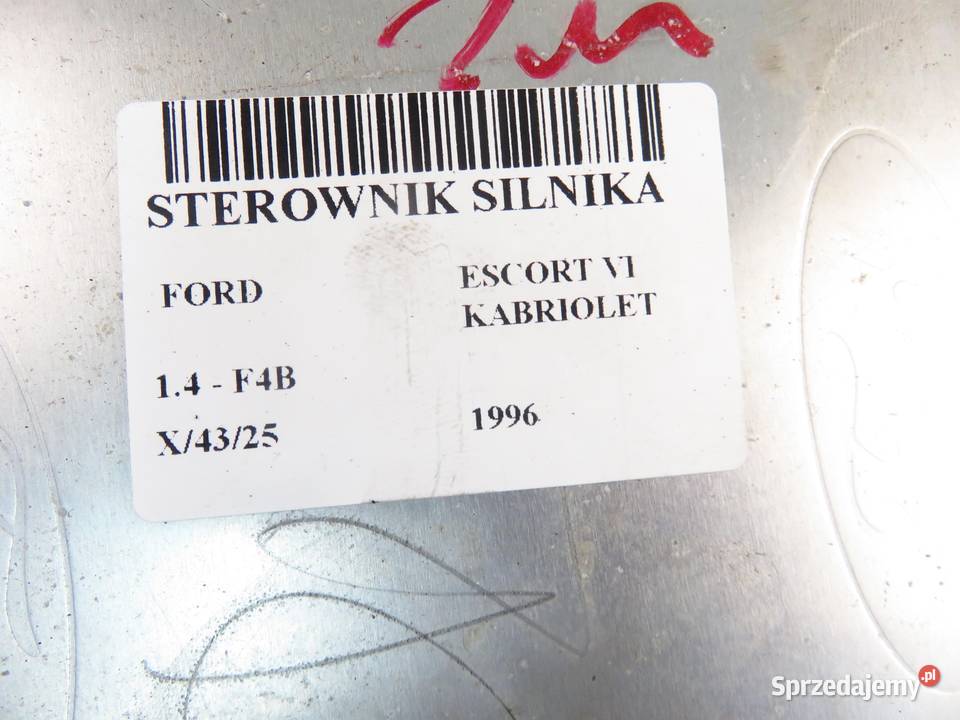 STEROWNIK SILNIKA
FORD
ESCORT VI
KABRIOLET
1.4 - F4B
X/43/25
1996
Sprzedajemy.pl